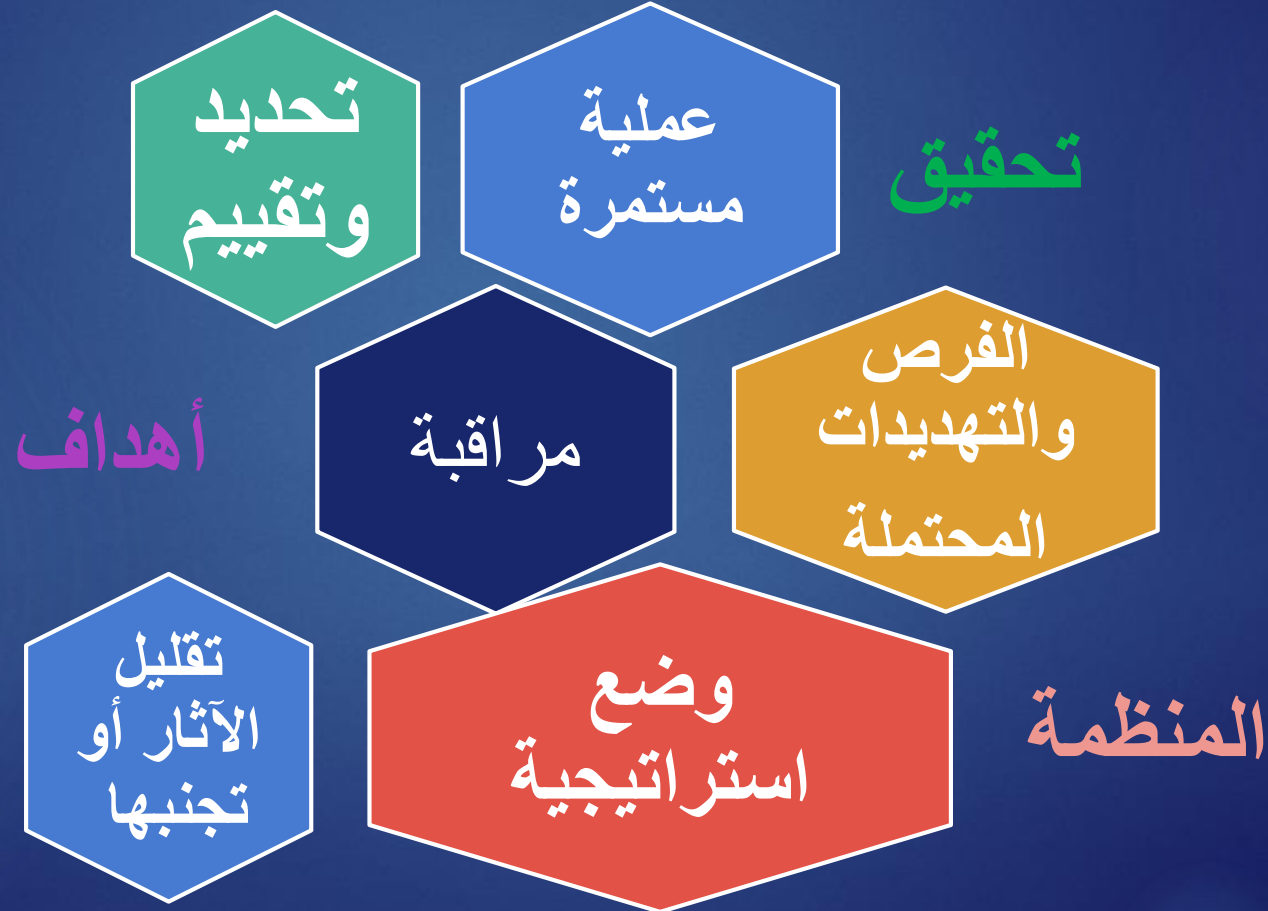 تحقيق
عملية
مستمرة
تحديد
وتقييم
الفرص
والتهديدات
المحتملة
مراقبة
أهداف
المنظمة
وضع
استراتيجية
تقليل
الآثار أو
تجنبها